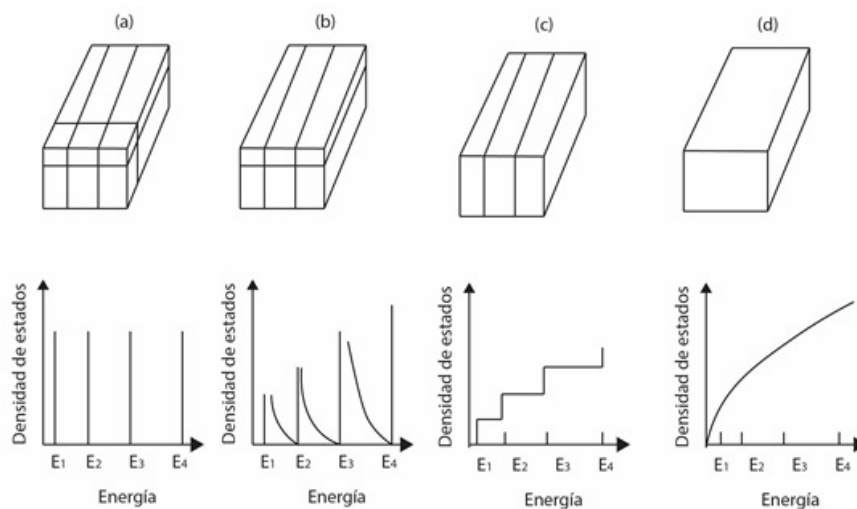 (a)
(b)
(c)
(d)
Densidad de estados
E1 E2 E3 E4
Energía
Densidad de estados
E1 E2 E3 E4
Energía
Densidad de estados
E1 E2 E3 E4
Energía
Densidad de estados
E1 E2 E3 E4
Energía